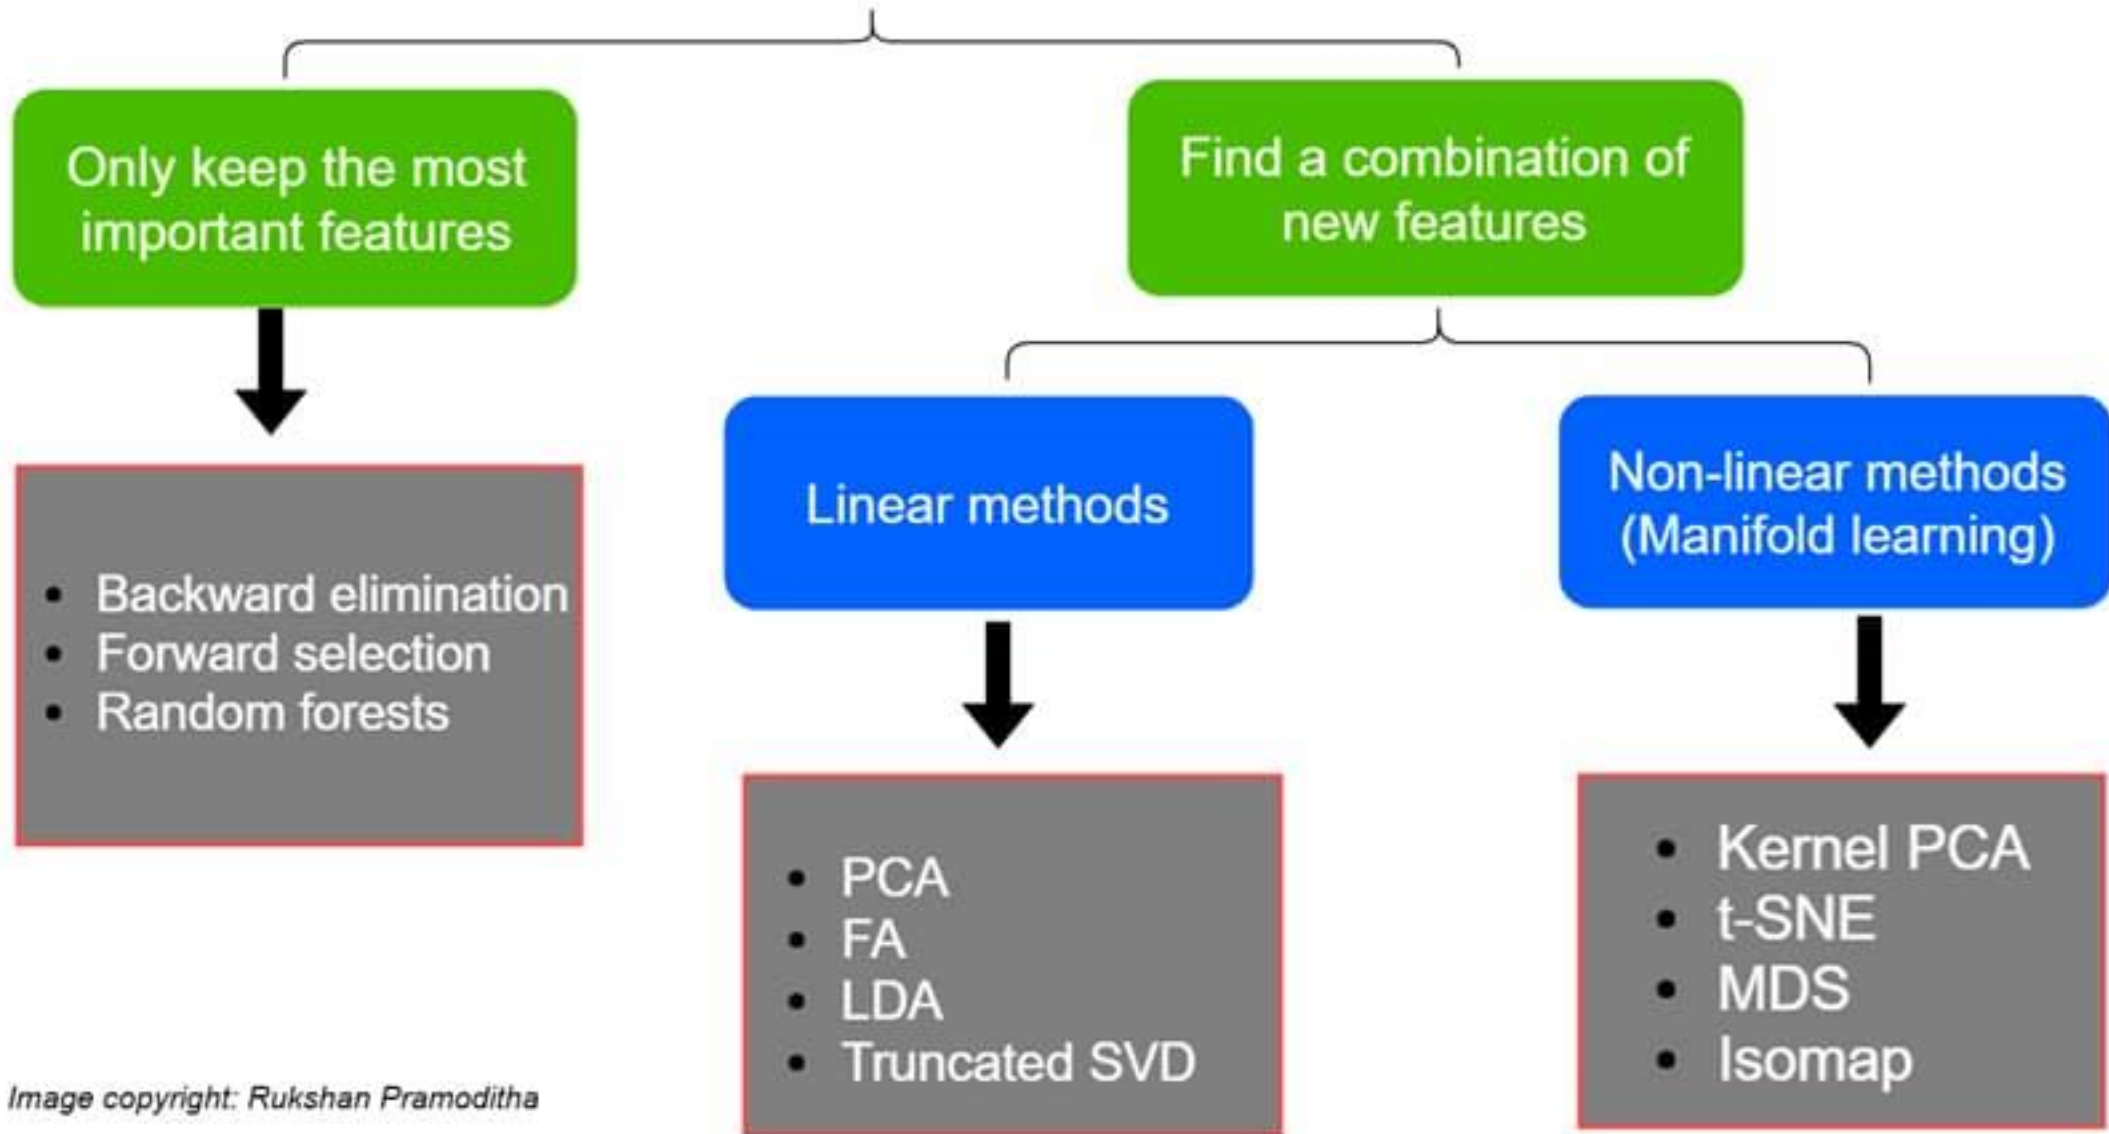 Only keep the most
important features
Find a combination of
new features
Linear methods
Non-linear methods
(Manifold learning)
• Backward elimination
• Forward selection
• Random forests
• PCA
• FA
• LDA
• Truncated SVD
• Kernel PCA
• t-SNE
• MDS
• Isomap
Image copyright: Rukshan Pramoditha